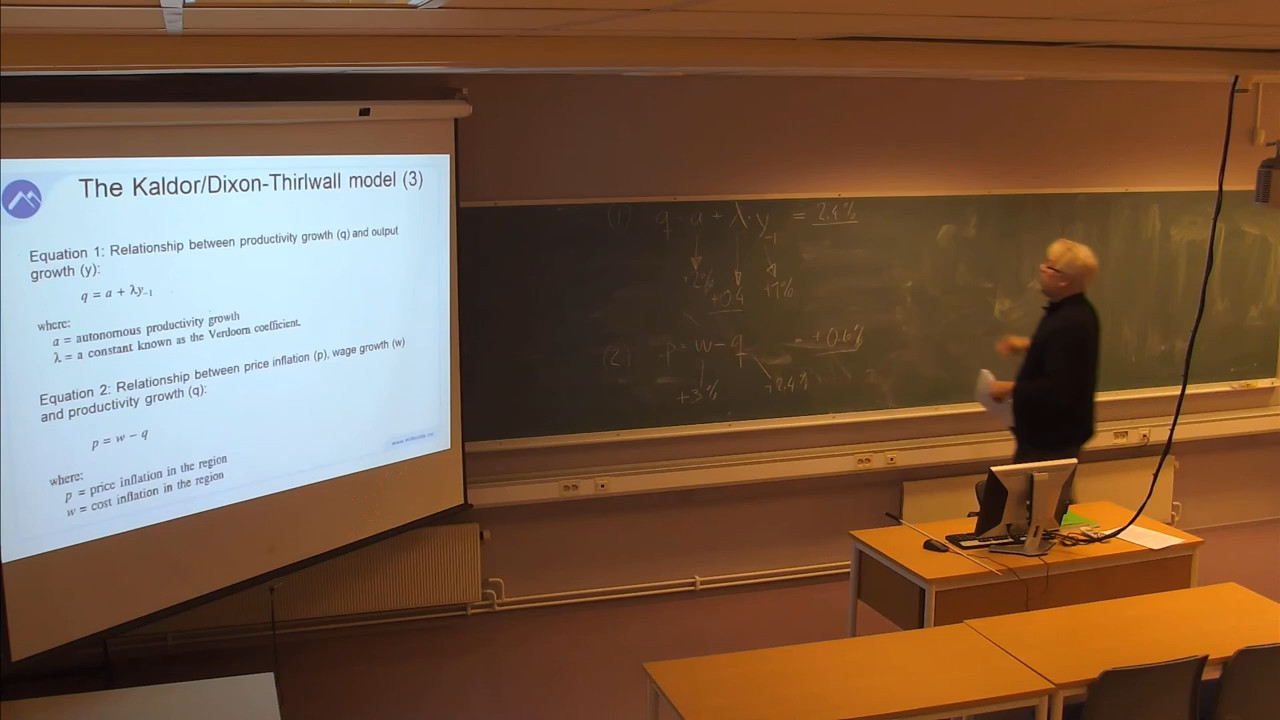 The Kaldor/Dixon-Thirlwall model (3)
Equation 1: Relationship between productivity growth (q) and output
growth (y):
q = a + λy₋₁
where:
a = autonomous productivity growth
λ = a constant known as the Verdoorn coefficient.
Equation 2: Relationship between price inflation (p), wage growth (w)
and productivity growth (q):
p = w − q
where:
p = price inflation in the region
w = cost inflation in the region
(1) q = a + λ·y₋₁ = 2.4%
+2% +0.4 +1%
(2) p = w − q = +0.6%
+3% +2.4%